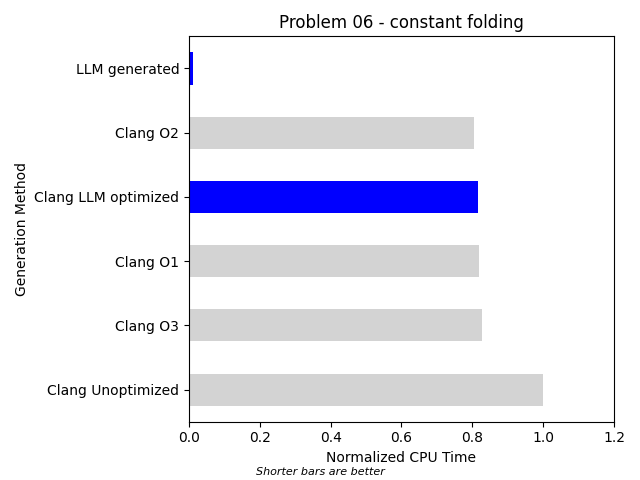 Problem 06 - constant folding
LLM generated
Clang O2
Clang LLM optimized
Clang O1
Clang O3
Clang Unoptimized
Generation Method
0.0 0.2 0.4 0.6 0.8 1.0 1.2
Normalized CPU Time
Shorter bars are better